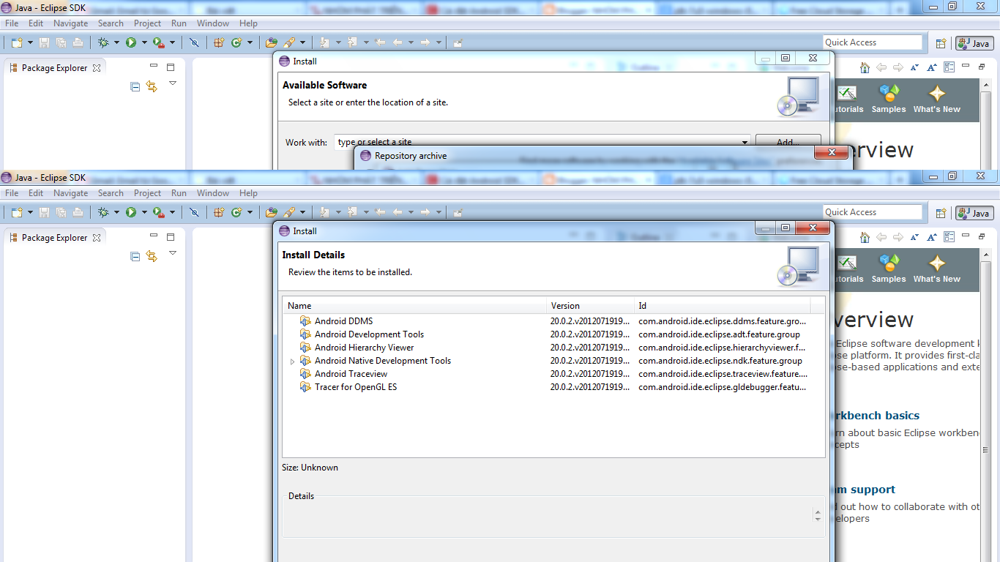 Java - Eclipse SDK
File Edit Navigate Search Project Run Window Help
Quick Access
Java
Package Explorer
Install
Available Software
Select a site or enter the location of a site.
Work with: type or select a site Add...
utorials Samples What's New
erview
Repository archive
Java - Eclipse SDK
File Edit Navigate Search Project Run Window Help
Quick Access
Java
Package Explorer
Install
Install Details
Review the items to be installed.
Name Version Id
Android DDMS 20.0.2.v2012071919... com.android.ide.eclipse.ddms.feature.gro...
Android Development Tools 20.0.2.v2012071919... com.android.ide.eclipse.adt.feature.group
Android Hierarchy Viewer 20.0.2.v2012071919... com.android.ide.eclipse.hierarchyviewer.f...
Android Native Development Tools 20.0.2.v2012071919... com.android.ide.eclipse.ndk.feature.group
Android Traceview 20.0.2.v2012071919... com.android.ide.eclipse.traceview.feature....
Tracer for OpenGL ES 20.0.2.v2012071919... com.android.ide.eclipse.gldebugger.featu...
Size: Unknown
Details
utorials Samples What's New
verview
Eclipse software development
se platform. It provides first-cla
ose-based applications and exte
rkbench basics
rn about basic Eclipse workben
cepts
am support
d out how to collaborate with ot
elopers